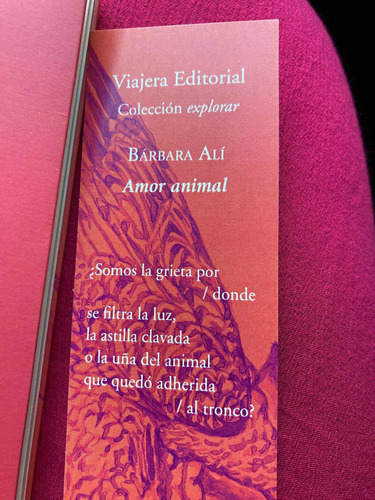 Viajera Editorial
Colección explorar
BÁRBARA ALÍ
Amor animal
¿Somos la grieta por
/ donde
se filtra la luz,
la astilla clavada
o la uña del animal
que quedó adherida
/ al tronco?